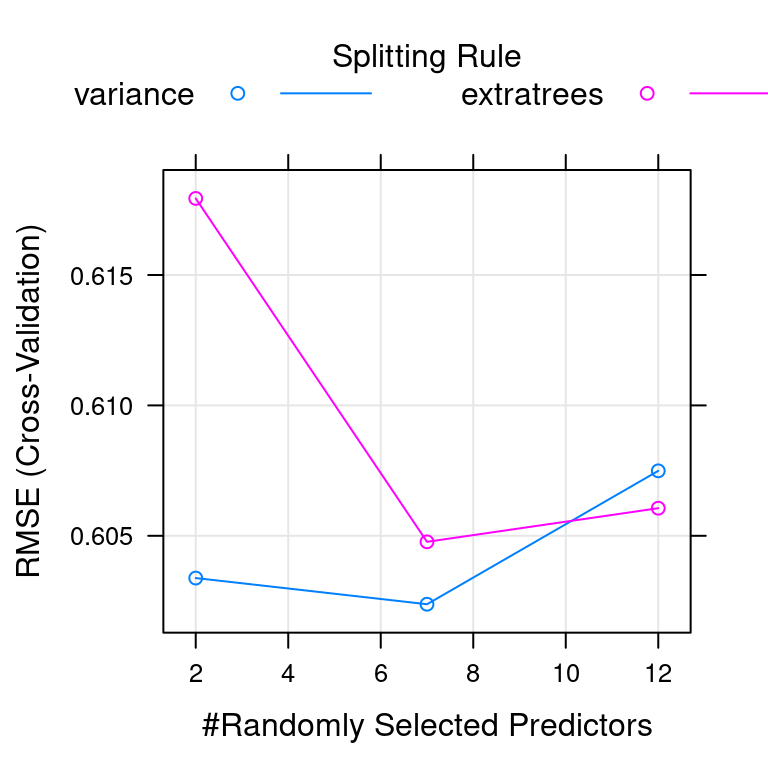 Splitting Rule
variance extratrees
0.615
0.610
0.605
RMSE (Cross-Validation)
2 4 6 8 10 12
#Randomly Selected Predictors